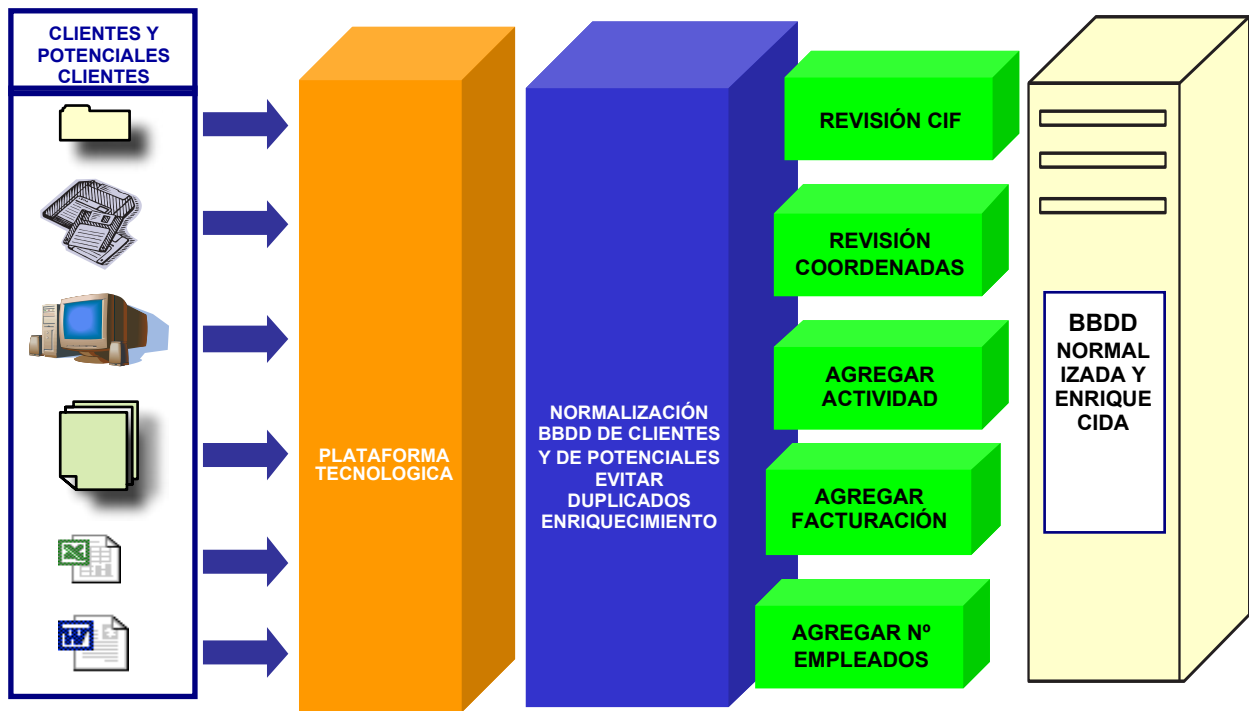 CLIENTES Y
POTENCIALES
CLIENTES
W
PLATAFORMA
TECNOLOGICA
NORMALIZACIÓN
BBDD DE CLIENTES
Y DE POTENCIALES
EVITAR
DUPLICADOS
ENRIQUECIMIENTO
REVISIÓN CIF
REVISIÓN
COORDENADAS
AGREGAR
ACTIVIDAD
AGREGAR
FACTURACIÓN
AGREGAR Nº
EMPLEADOS
BBDD
NORMAL
IZADA Y
ENRIQUE
CIDA